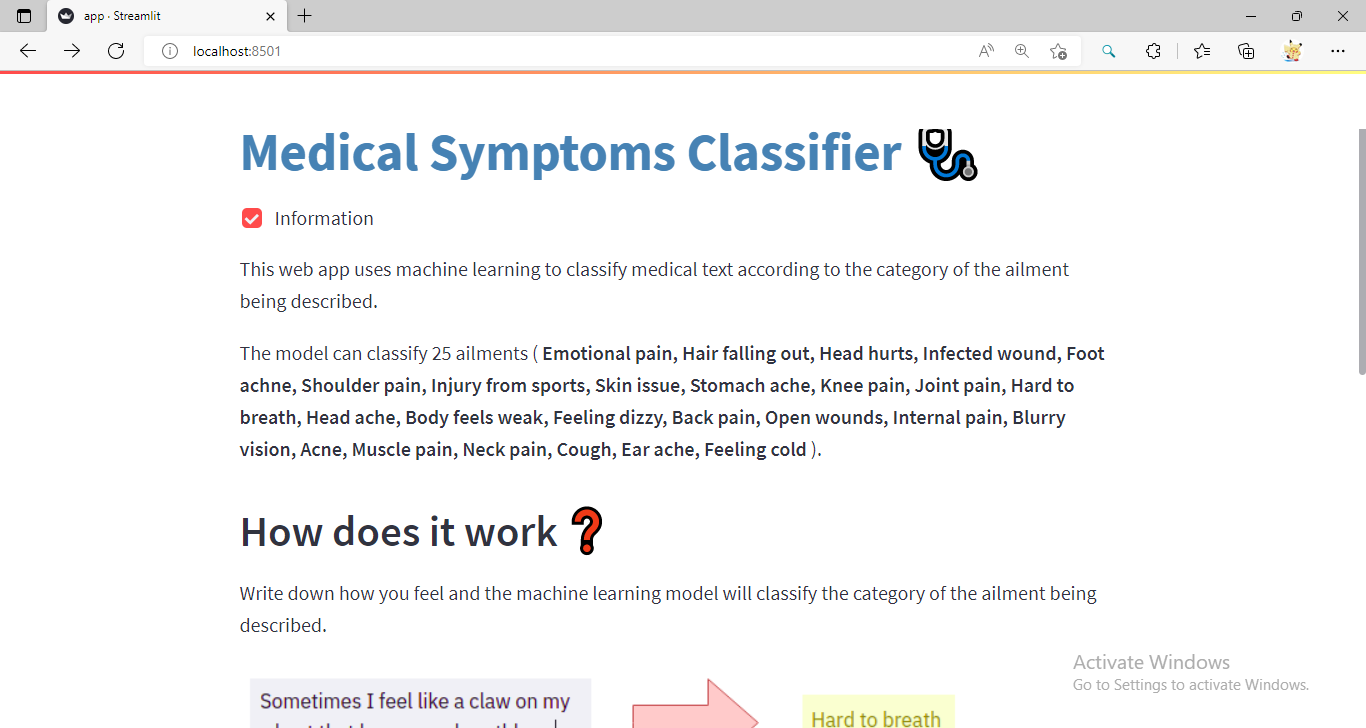 app · Streamlit
localhost:8501
Medical Symptoms Classifier
Information
This web app uses machine learning to classify medical text according to the category of the ailment
being described.
The model can classify 25 ailments ( Emotional pain, Hair falling out, Head hurts, Infected wound, Foot
achne, Shoulder pain, Injury from sports, Skin issue, Stomach ache, Knee pain, Joint pain, Hard to
breath, Head ache, Body feels weak, Feeling dizzy, Back pain, Open wounds, Internal pain, Blurry
vision, Acne, Muscle pain, Neck pain, Cough, Ear ache, Feeling cold ).
How does it work ❓
Write down how you feel and the machine learning model will classify the category of the ailment being
described.
Activate Windows
Go to Settings to activate Windows.
Sometimes I feel like a claw on my
Hard to breath